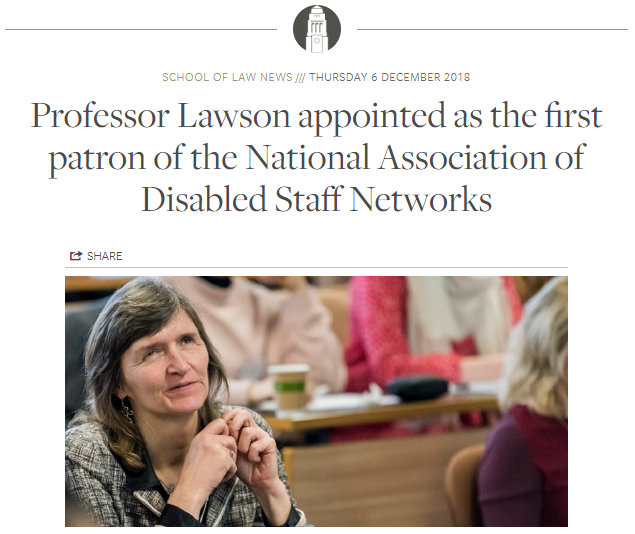 SCHOOL OF LAW NEWS /// THURSDAY 6 DECEMBER 2018
Professor Lawson appointed as the first
patron of the National Association of
Disabled Staff Networks
SHARE